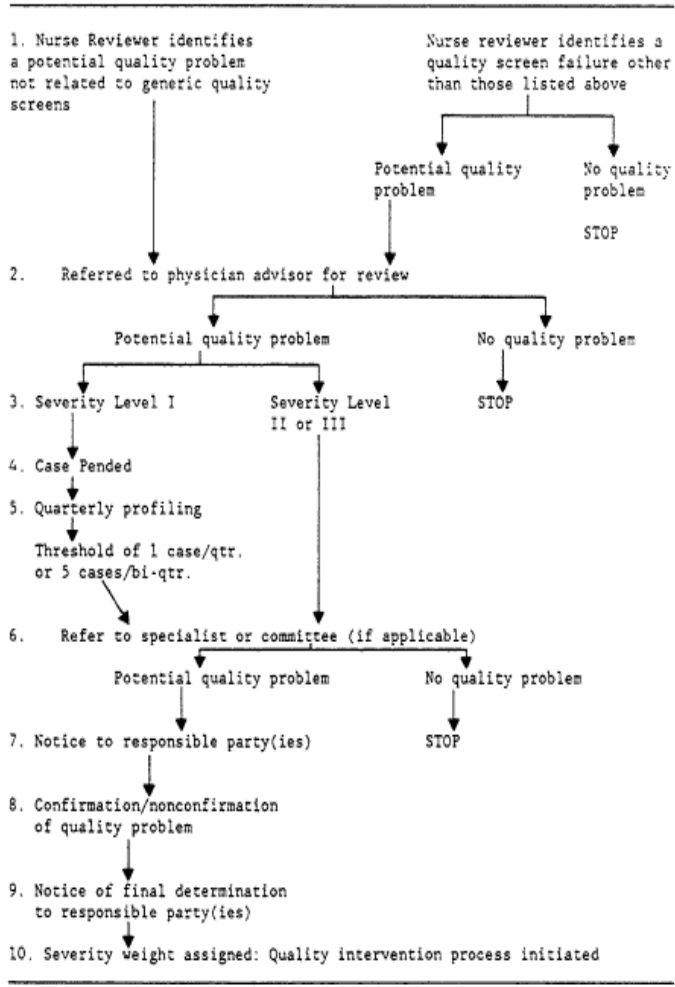 1. Nurse Reviewer identifies
a potential quality problem
not related to generic quality
screens
Nurse reviewer identifies a
quality screen failure other
than those listed above
Potential quality
problem
No quality
problem
STOP
2. Referred to physician advisor for review
Potential quality problem
No quality problem
3. Severity Level I
Severity Level
II or III
STOP
4. Case Pended
5. Quarterly profiling
Threshold of 1 case/qtr.
or 5 cases/bi-qtr.
6. Refer to specialist or committee (if applicable)
Potential quality problem
No quality problem
7. Notice to responsible party(ies)
STOP
8. Confirmation/nonconfirmation
of quality problem
9. Notice of final determination
to responsible party(ies)
10. Severity weight assigned: Quality intervention process initiated